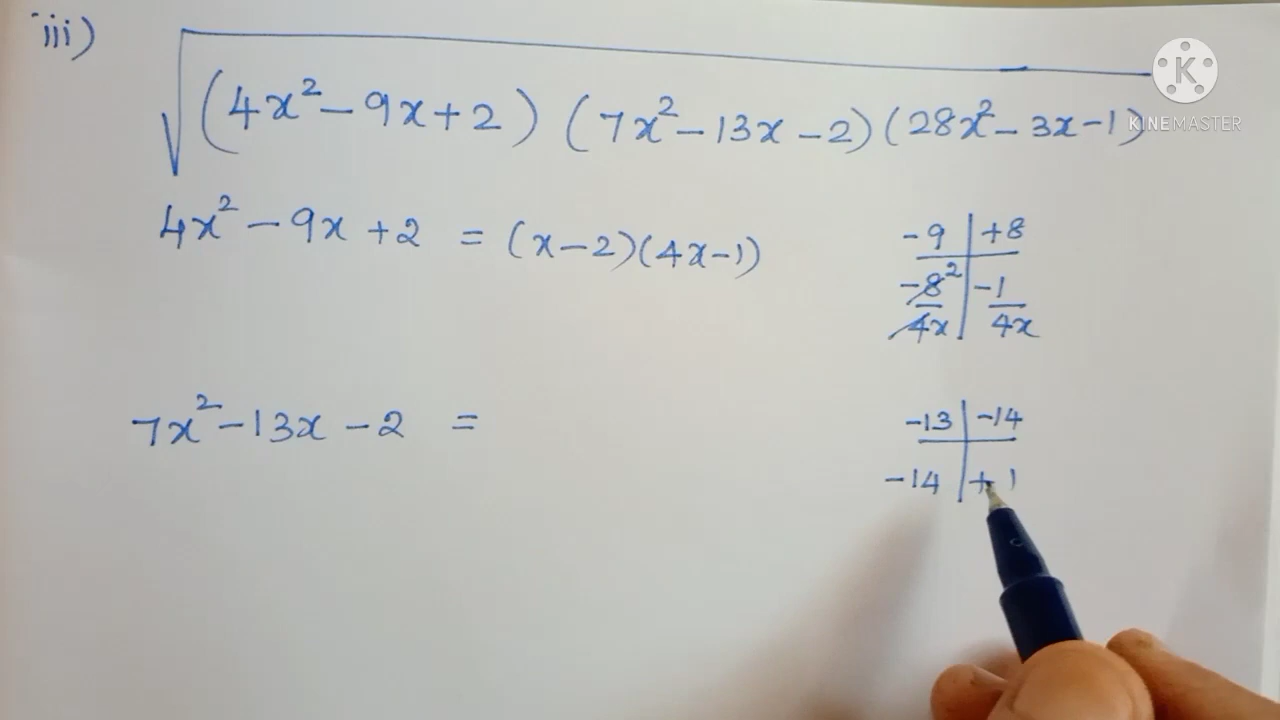 iii)
√(4x² - 9x + 2) (7x² - 13x - 2) (28x² - 3x - 1)
K
KINEMASTER
4x² - 9x + 2 = (x - 2)(4x - 1)
-9 | +8
-8² | -1
4x | 4x
7x² - 13x - 2 =
-13 | -14
-14 | +1